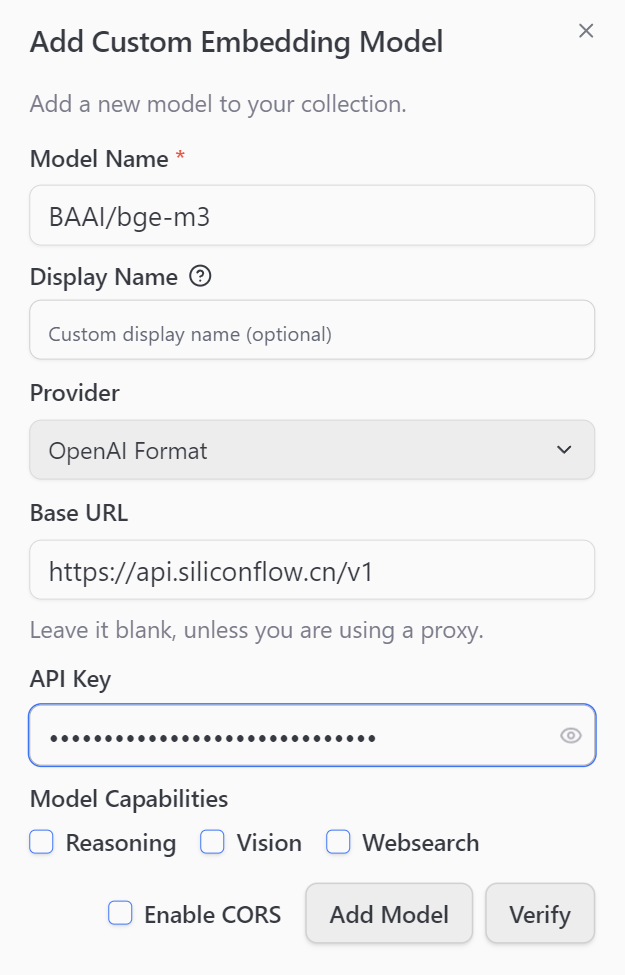 Add Custom Embedding Model
Add a new model to your collection.
Model Name *
BAAI/bge-m3
Display Name ?
Custom display name (optional)
Provider
OpenAI Format
Base URL
https://api.siliconflow.cn/v1
Leave it blank, unless you are using a proxy.
API Key
••••••••••••••••••••••••••••••
Model Capabilities
Reasoning Vision Websearch
Enable CORS Add Model Verify